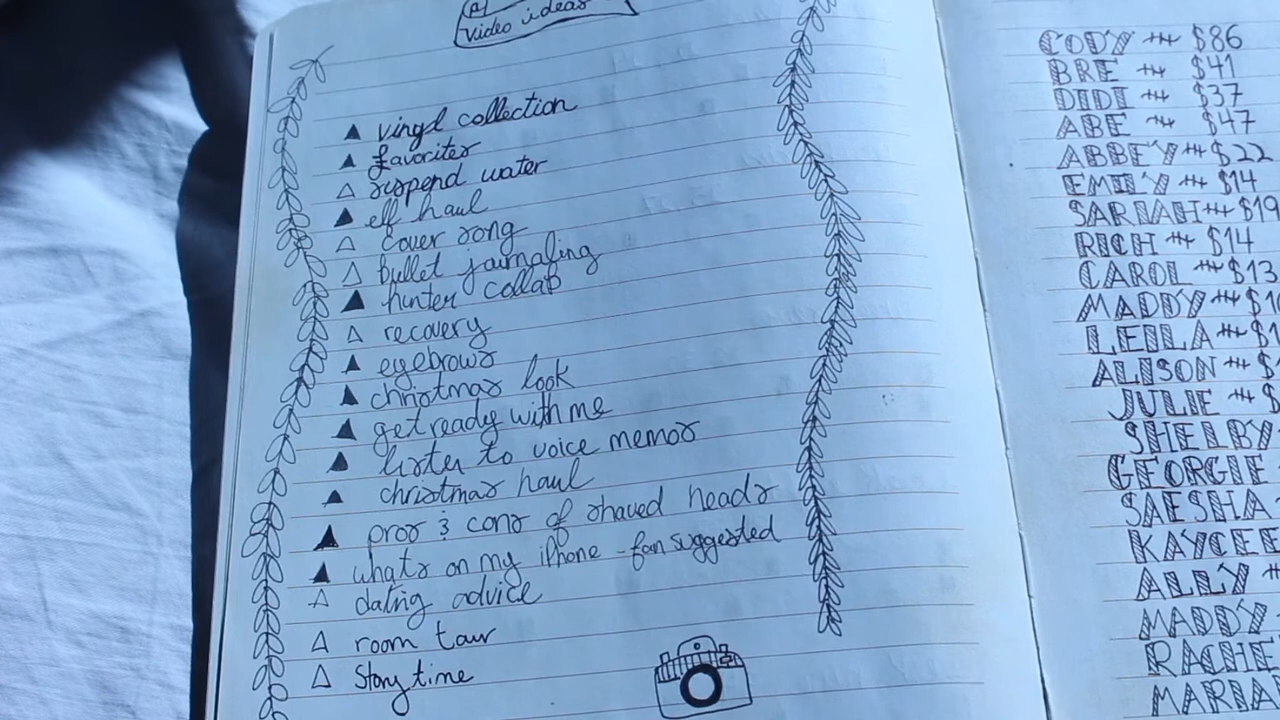 video ideas
vinyl collection
favorites
suspend water
elf haul
cover song
bullet journaling
hunter collab
recovery
eyebrows
christmas look
get ready with me
listen to voice memos
christmas haul
pros & cons of shaved heads
whats on my iPhone - fan suggested
dating advice
room tour
Story time
CODY $86
BRE $41
DIDI $37
ABE $47
ABBEY $22
EMILY $14
SARIAH $19
RICH $14
CAROL $13
MADDY
LEILA
ALISON
JULIE
SHELBY
GEORGIE
SAESHA
KAYCEE
ALLY
MADDY